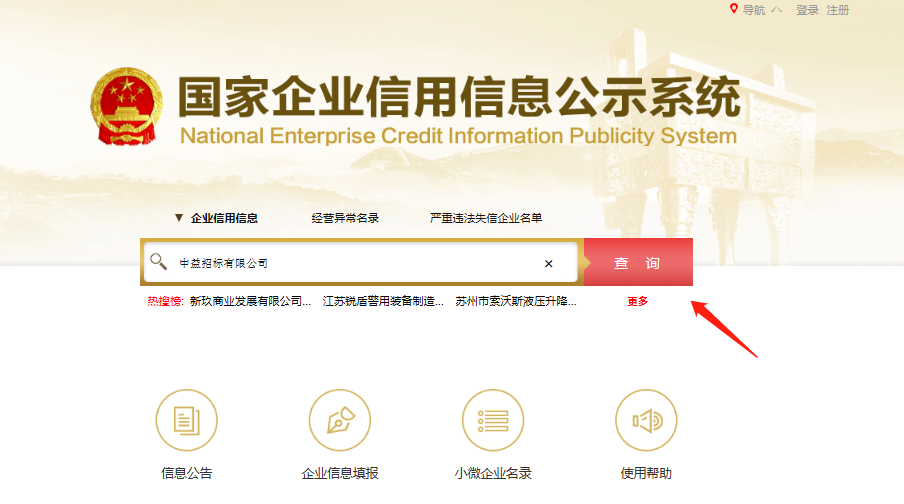 导航 登录 注册
国家企业信用信息公示系统
National Enterprise Credit Information Publicity System
企业信用信息 经营异常名录 严重违法失信企业名单
中益招标有限公司 查 询
热搜榜: 新玖商业发展有限公司... 江苏锐盾警用装备制造... 苏州市索沃斯液压升降... 更多
信息公告 企业信息填报 小微企业名录 使用帮助